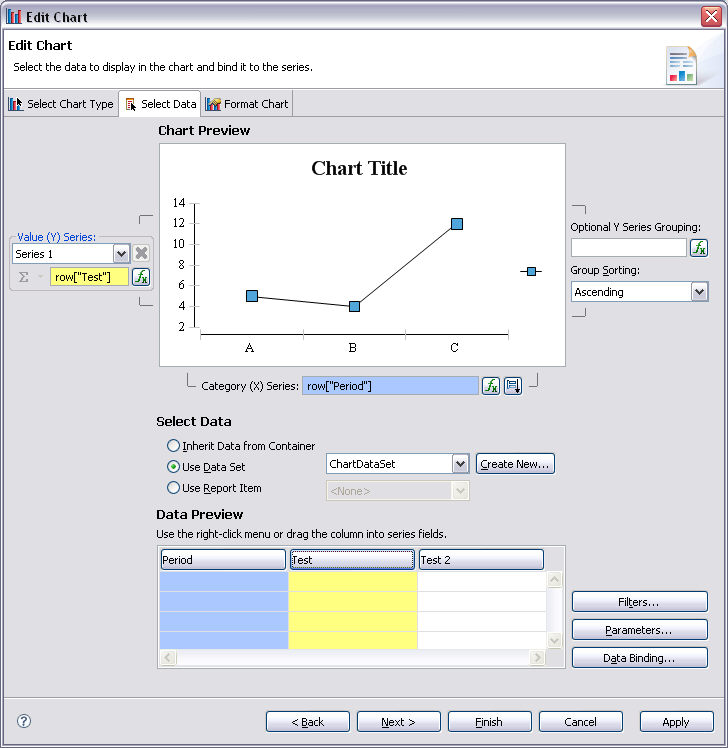 Edit Chart
Edit Chart
Select the data to display in the chart and bind it to the series.
Select Chart Type
Select Data
Format Chart
Chart Preview
Chart Title
14
12
10
8
6
4
2
A B C
Value (Y) Series:
Series 1
Σ row["Test"] fx
Optional Y Series Grouping:
fx
Group Sorting:
Ascending
Category (X) Series: row["Period"] fx
Select Data
Inherit Data from Container
Use Data Set ChartDataSet Create New...
Use Report Item <None>
Data Preview
Use the right-click menu or drag the column into series fields.
Period Test Test 2
Filters...
Parameters...
Data Binding...
? < Back Next > Finish Cancel Apply